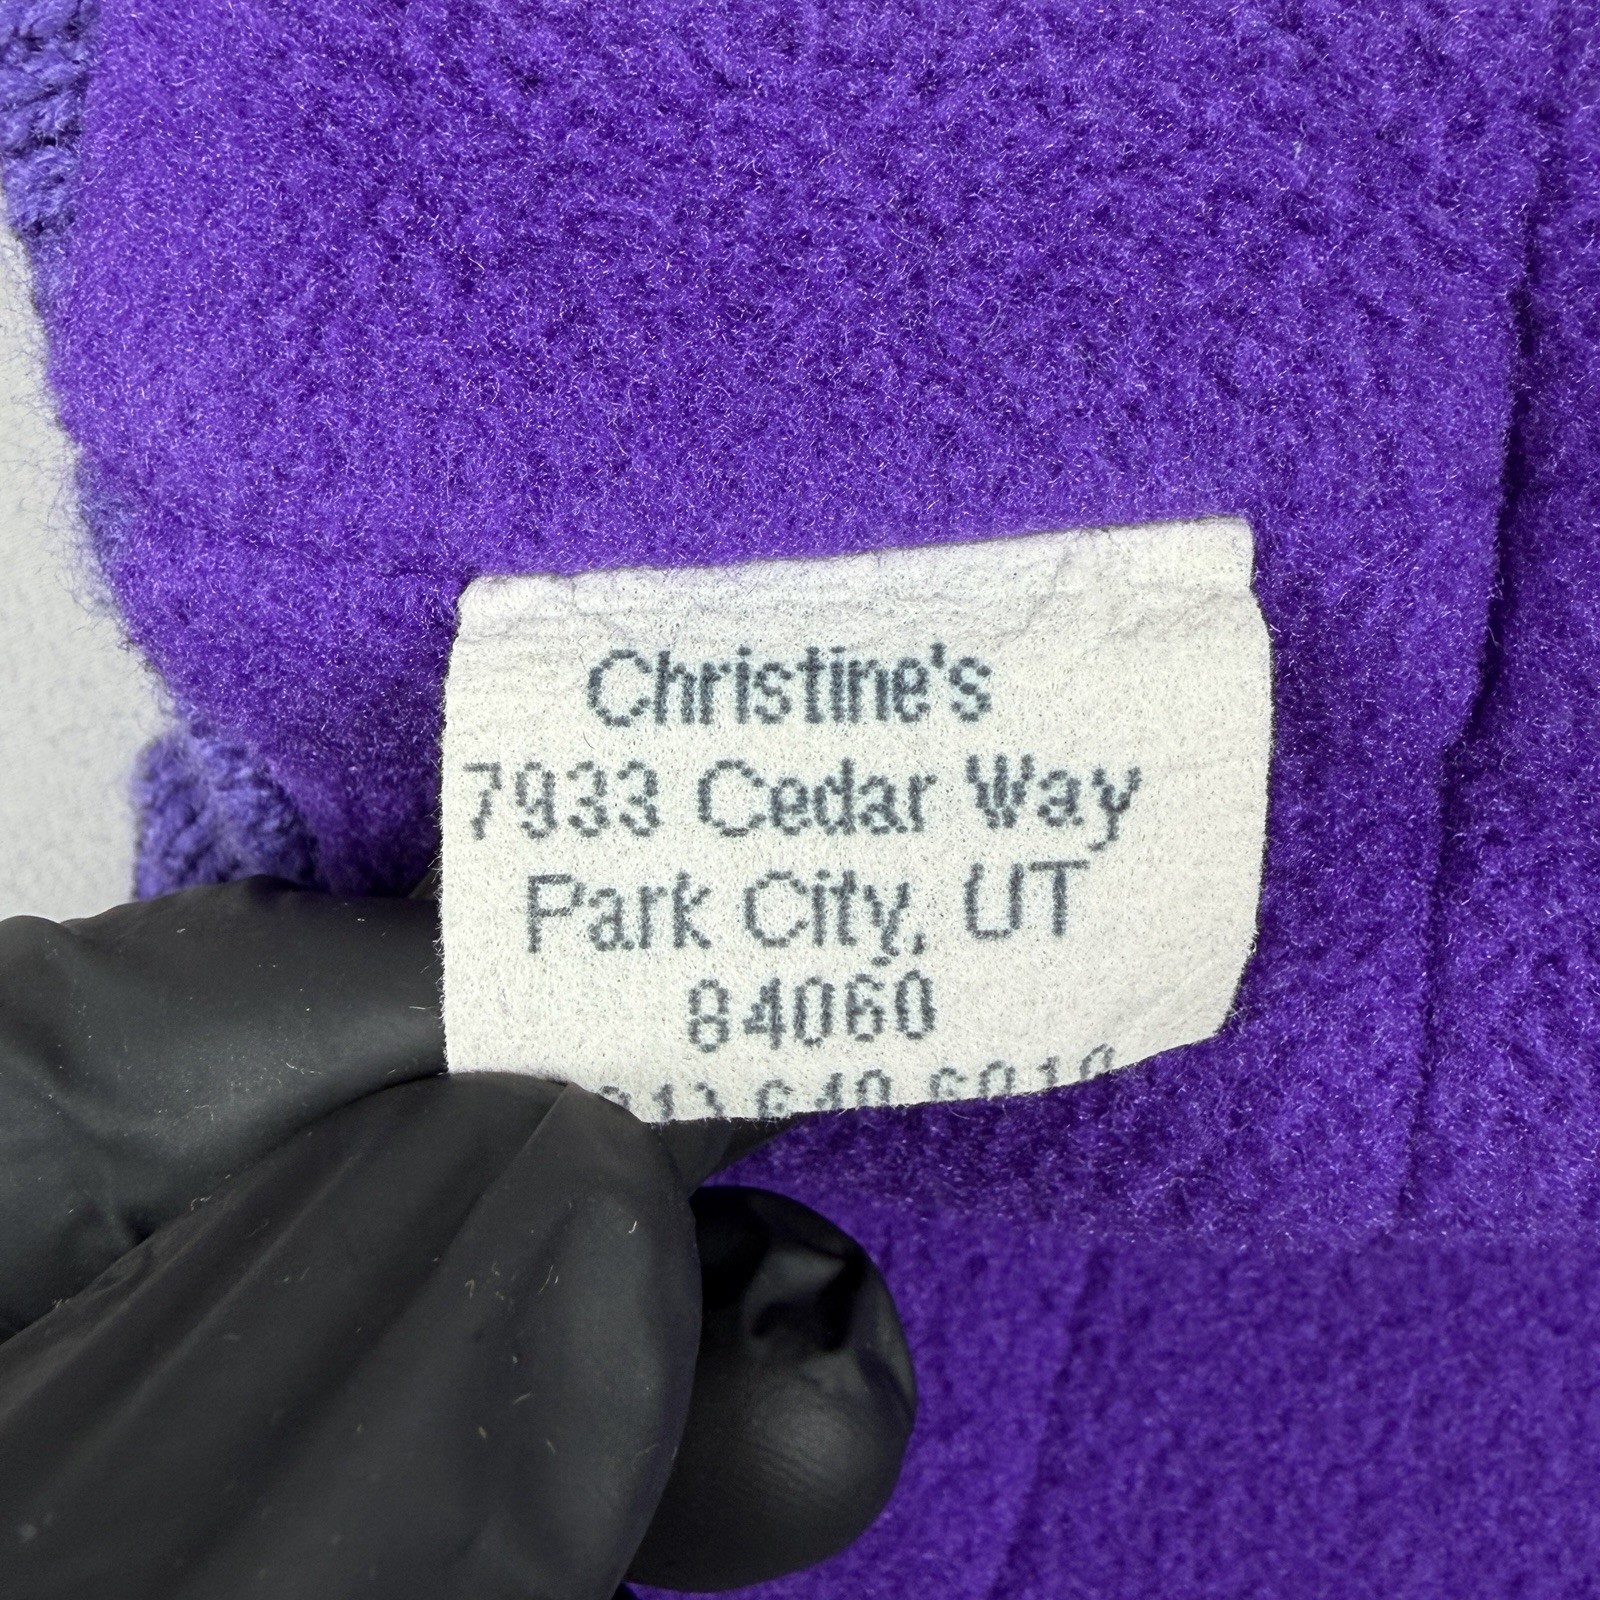 Christine's
7933 Cedar Way
Park City, UT
84060